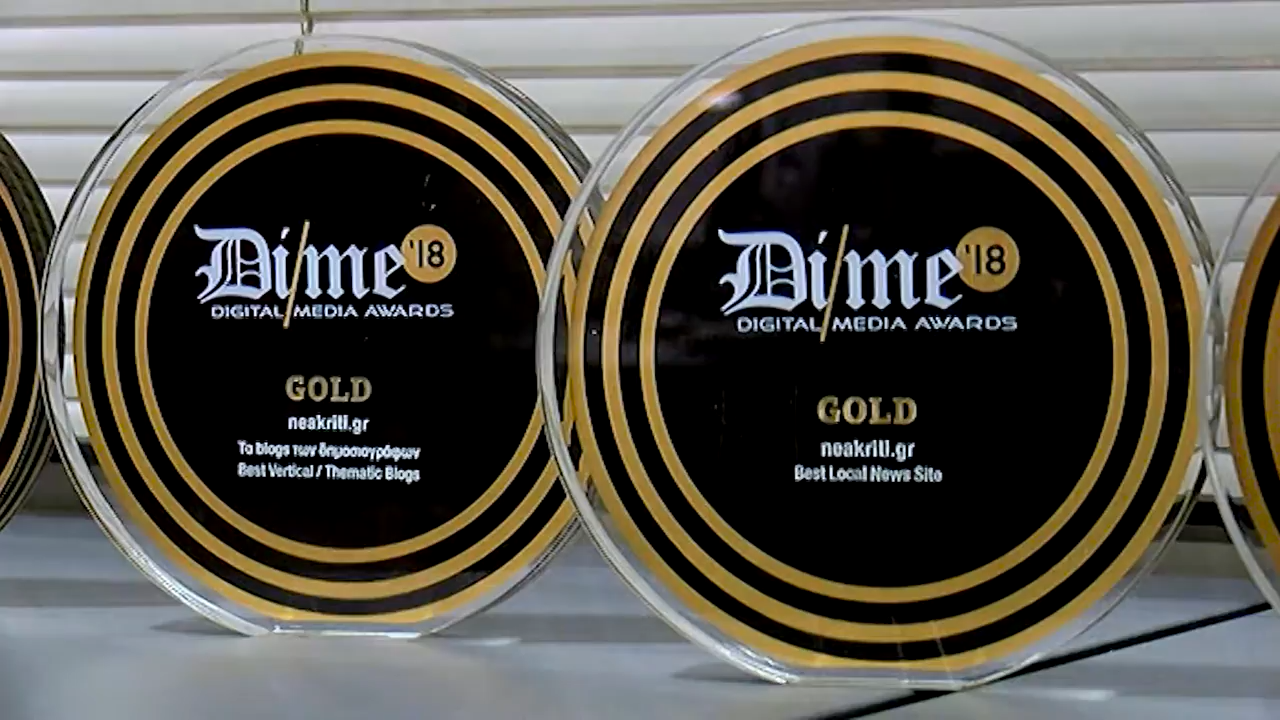 Di/me '18
DIGITAL/MEDIA AWARDS
GOLD
neakriti.gr
Τα blogs των δημοσιογράφων
Best Vertical / Thematic Blogs
Di/me '18
DIGITAL/MEDIA AWARDS
GOLD
neakriti.gr
Best Local News Site